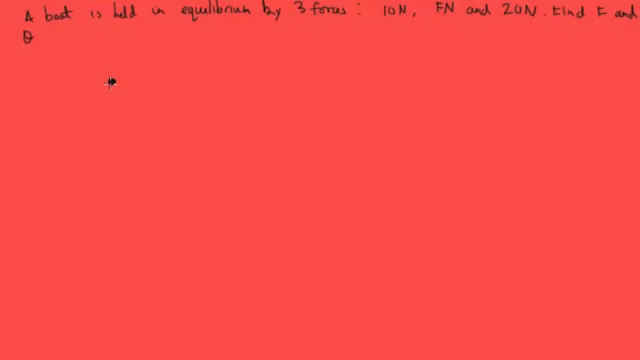 A boat is held in equilibrium by 3 forces : 10N, FN and 20N. Find F and
θ